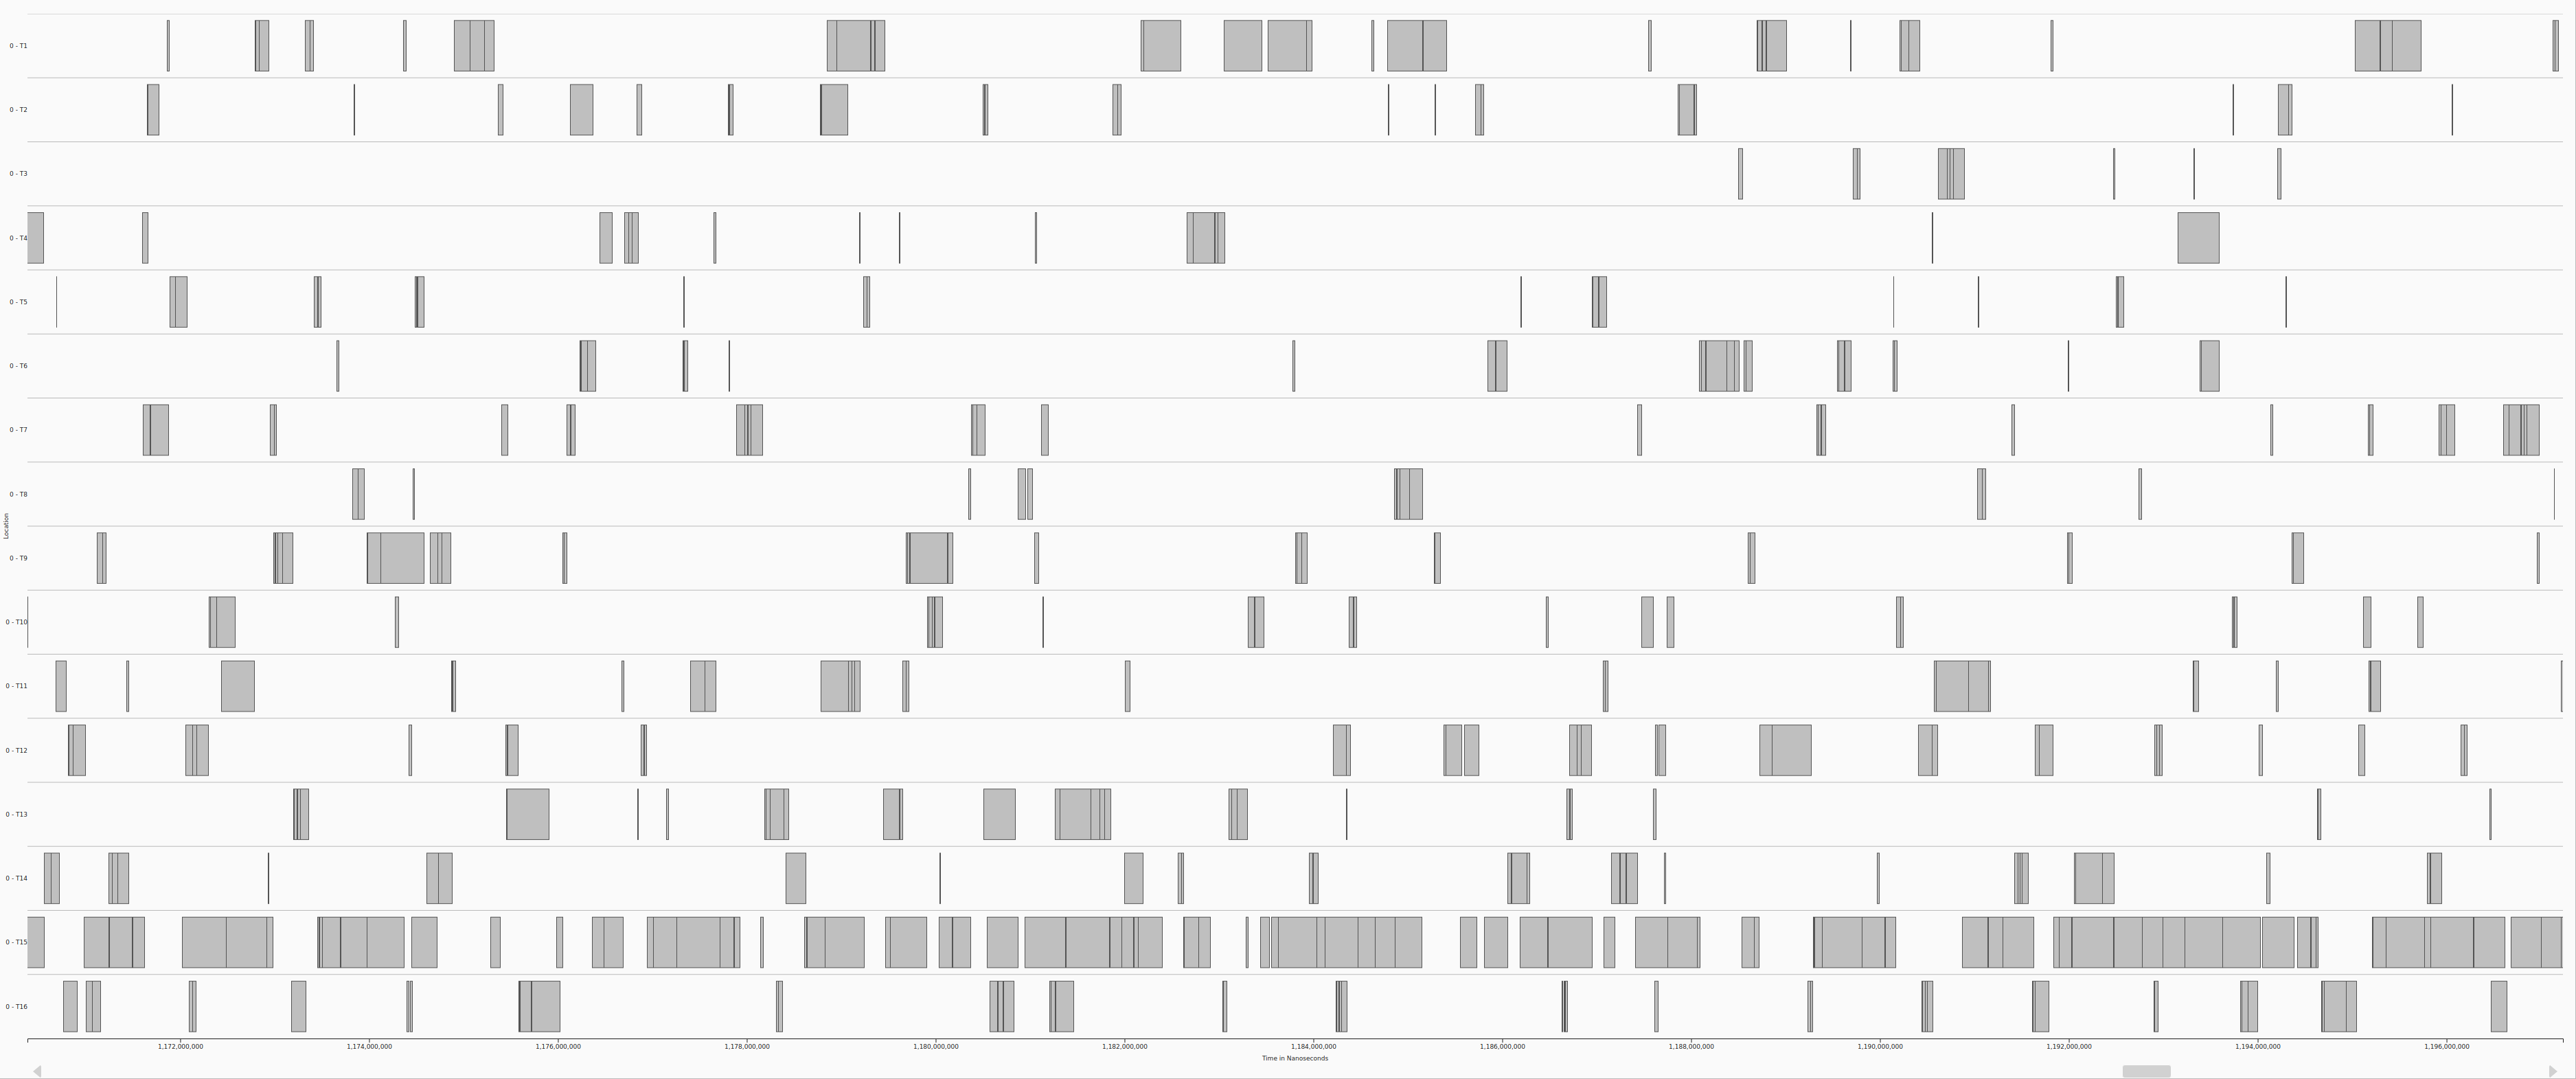 0 - T1
0 - T2
0 - T3
0 - T4
0 - T5
0 - T6
0 - T7
0 - T8
Location
0 - T9
0 - T10
0 - T11
0 - T12
0 - T13
0 - T14
0 - T15
0 - T16
1,172,000,000 1,174,000,000 1,176,000,000 1,178,000,000 1,180,000,000 1,182,000,000 1,184,000,000 1,186,000,000 1,188,000,000 1,190,000,000 1,192,000,000 1,194,000,000 1,196,000,000
Time in Nanoseconds